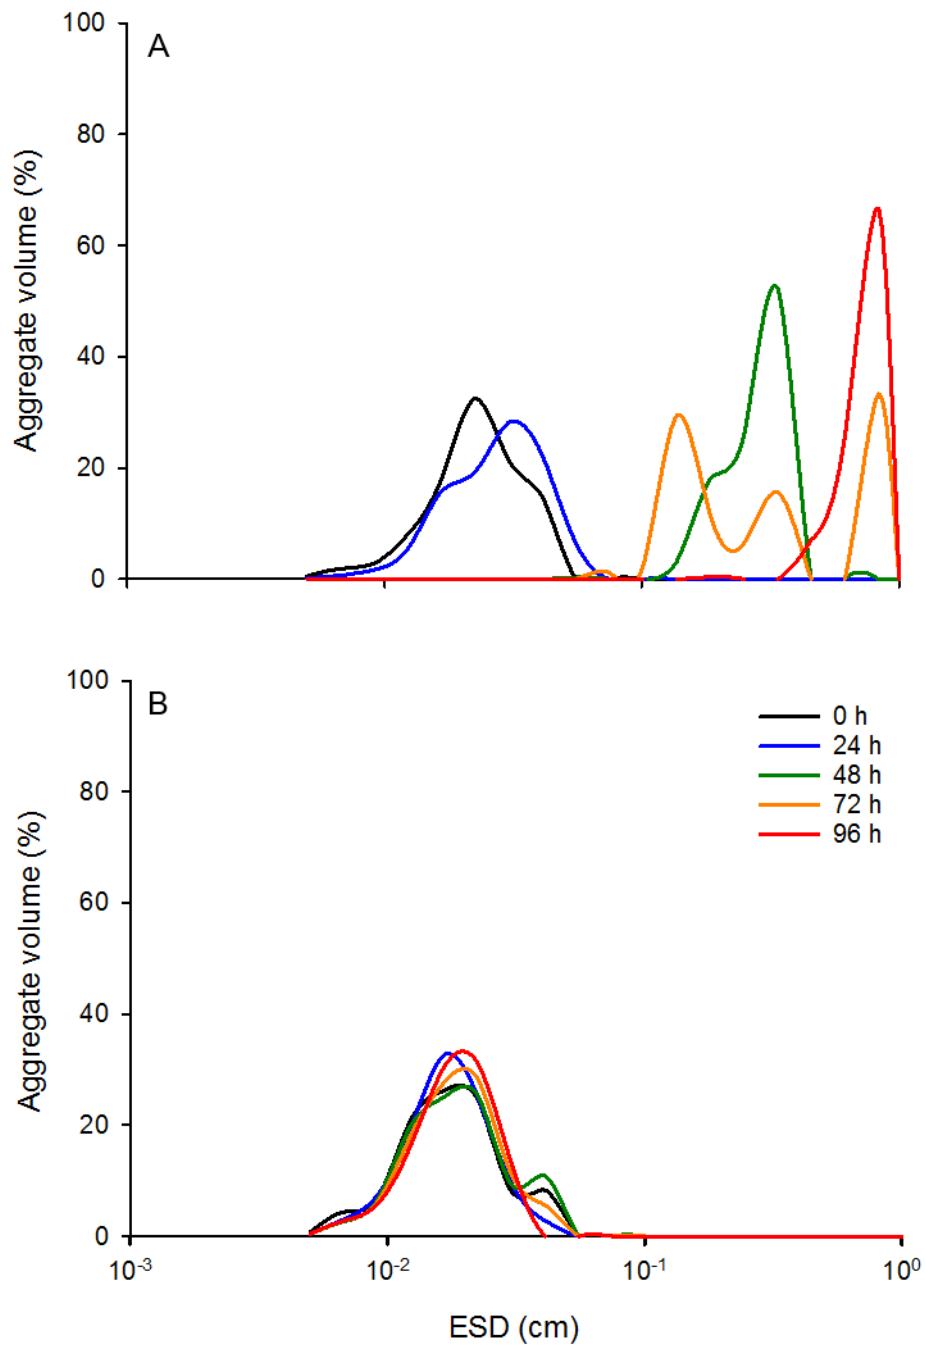 A
100
80
60
40
20
0
Aggregate volume (%)
B
100
80
60
40
20
0
Aggregate volume (%)
0 h
24 h
48 h
72 h
96 h
10⁻³ 10⁻² 10⁻¹ 10⁰
ESD (cm)